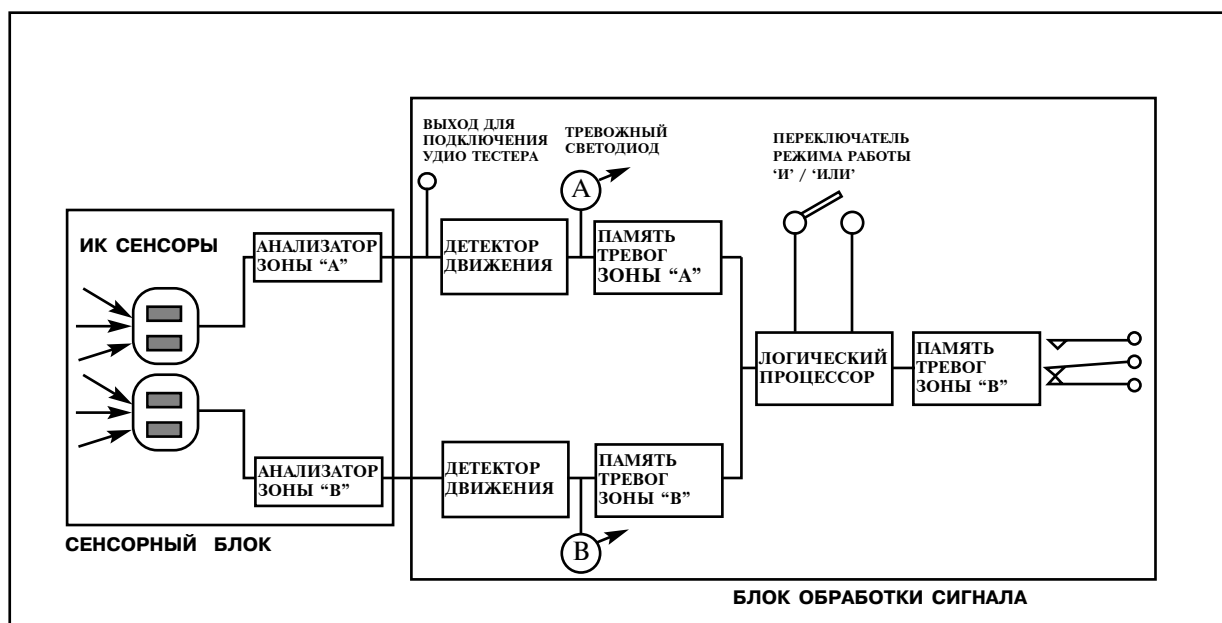 ВЫХОД ДЛЯ
ПОДКЛЮЧЕНИЯ
УДИО ТЕСТЕРА
ТРЕВОЖНЫЙ
СВЕТОДИОД
ПЕРЕКЛЮЧАТЕЛЬ
РЕЖИМА РАБОТЫ
‘И’ / ‘ИЛИ’
A
ИК СЕНСОРЫ
АНАЛИЗАТОР
ЗОНЫ “А”
ДЕТЕКТОР
ДВИЖЕНИЯ
ПАМЯТЬ
ТРЕВОГ
ЗОНЫ “А”
ЛОГИЧЕСКИЙ
ПРОЦЕССОР
ПАМЯТЬ
ТРЕВОГ
ЗОНЫ “В”
АНАЛИЗАТОР
ЗОНЫ “В”
ДЕТЕКТОР
ДВИЖЕНИЯ
ПАМЯТЬ
ТРЕВОГ
ЗОНЫ “В”
B
СЕНСОРНЫЙ БЛОК
БЛОК ОБРАБОТКИ СИГНАЛА